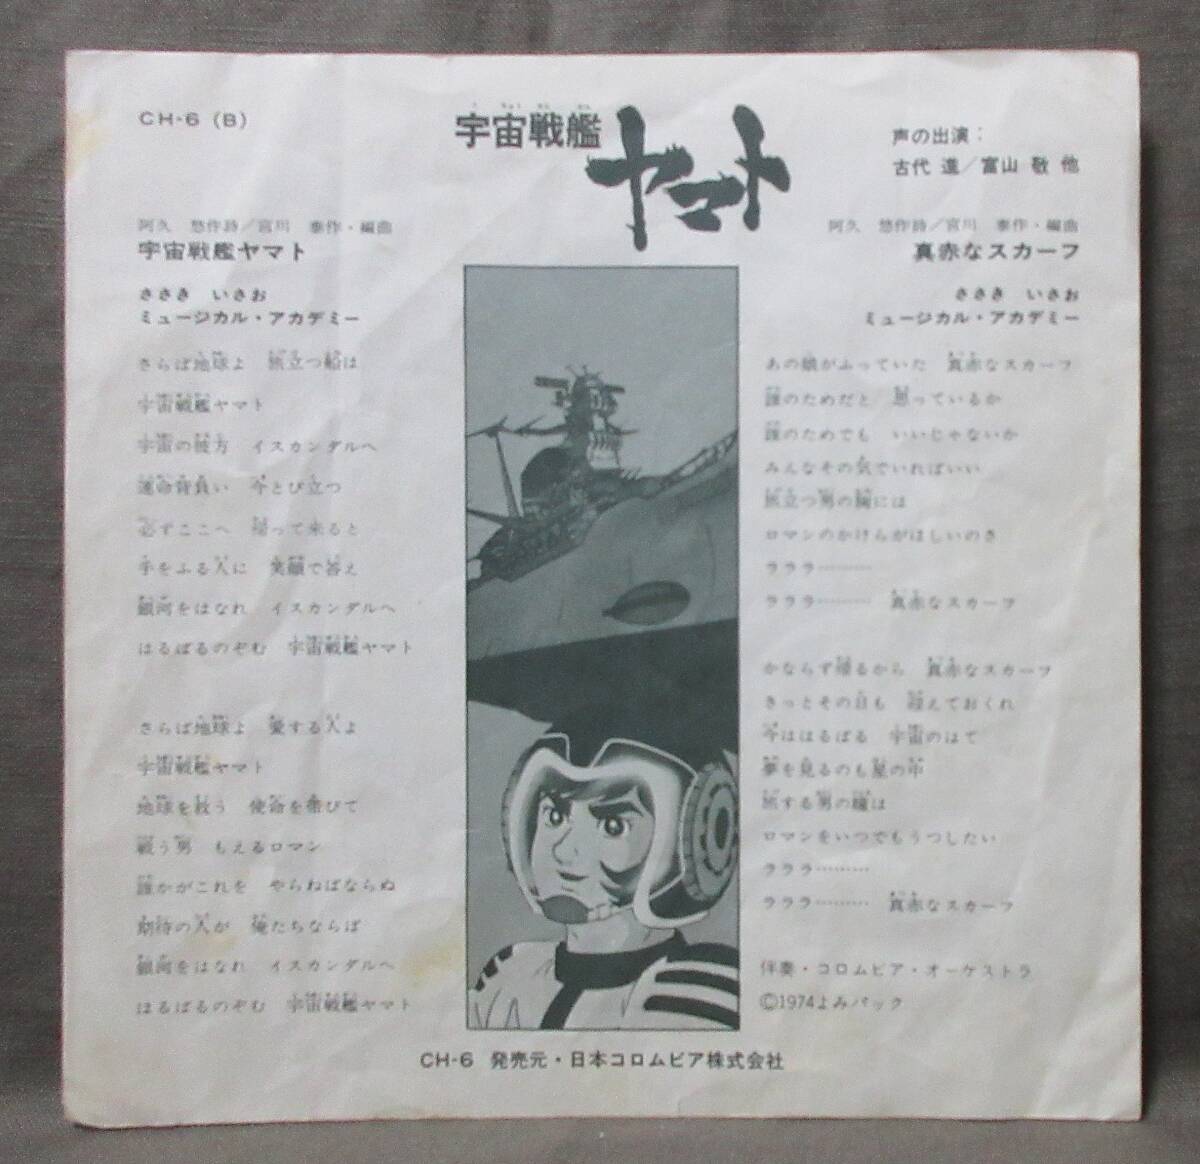 CH-6 (B)
宇宙戦艦
ヤマト
声の出演：
古代 進／富山 敬 他
阿久 悠作詩／宮川 泰作・編曲
宇宙戦艦ヤマト
ささき いさお
ミュージカル・アカデミー
さらば地球よ 旅立つ船は
宇宙戦艦ヤマト
宇宙の彼方 イスカンダルへ
運命背負い 今とび立つ
必ずここへ 帰って来ると
手をふる人に 笑顔で答え
銀河をはなれ イスカンダルへ
はるばるのぞむ 宇宙戦艦ヤマト
さらば地球よ 愛する人よ
宇宙戦艦ヤマト
地球を救う 使命を帯びて
戦う男 もえるロマン
誰かがこれを やらねばならぬ
期待の人が 俺たちならば
銀河をはなれ イスカンダルへ
はるばるのぞむ 宇宙戦艦ヤマト
阿久 悠作詩／宮川 泰作・編曲
真赤なスカーフ
ささき いさお
ミュージカル・アカデミー
あの娘がふっていた 真赤なスカーフ
誰のためだと 思っているか
誰のためでも いいじゃないか
みんなその気でいればいい
旅立つ男の胸には
ロマンのかけらがほしいのさ
ラララ………
ラララ……… 真赤なスカーフ
かならず帰るから 真赤なスカーフ
きっとその日も 迎えておくれ
今ははるばる 宇宙のはて
夢を見るのも星の中
旅する男の瞳は
ロマンをいつでもうつしたい
ラララ………
ラララ……… 真赤なスカーフ
伴奏・コロムビア・オーケストラ
©1974よみパック
CH-6 発売元・日本コロムビア株式会社